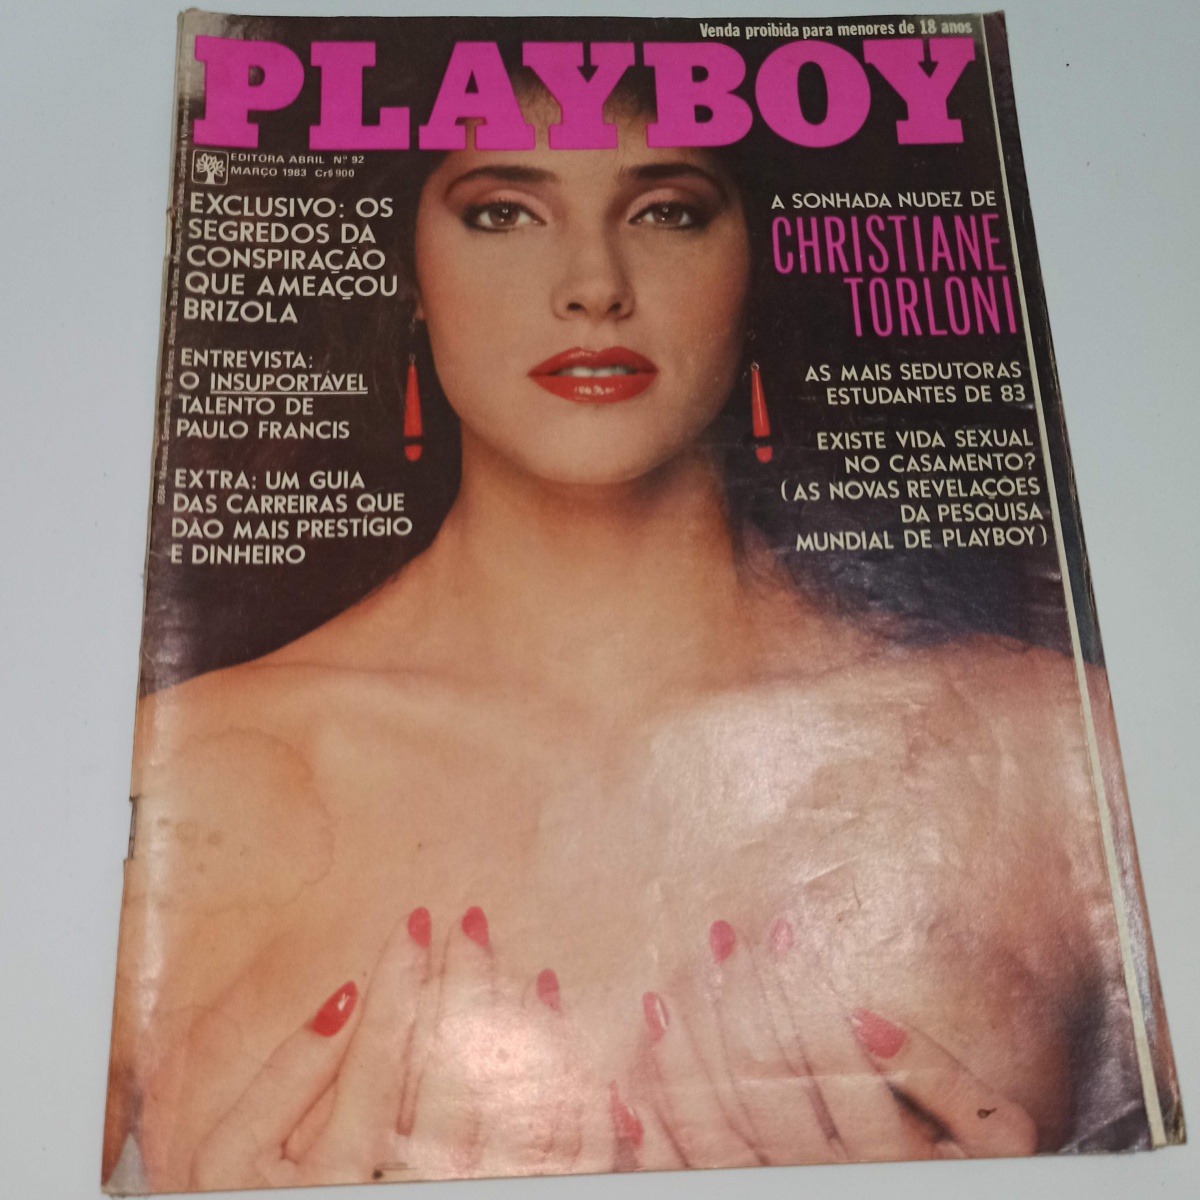 Venda proibida para menores de 18 anos
PLAYBOY
EDITORA ABRIL Nº 92
MARÇO 1983 Cr$ 900
EXCLUSIVO: OS
SEGREDOS DA
CONSPIRAÇÃO
QUE AMEAÇOU
BRIZOLA
ENTREVISTA:
O INSUPORTÁVEL
TALENTO DE
PAULO FRANCIS
EXTRA: UM GUIA
DAS CARREIRAS QUE
DÃO MAIS PRESTÍGIO
E DINHEIRO
A SONHADA NUDEZ DE
CHRISTIANE
TORLONI
AS MAIS SEDUTORAS
ESTUDANTES DE 83
EXISTE VIDA SEXUAL
NO CASAMENTO?
(AS NOVAS REVELAÇÕES
DA PESQUISA
MUNDIAL DE PLAYBOY)